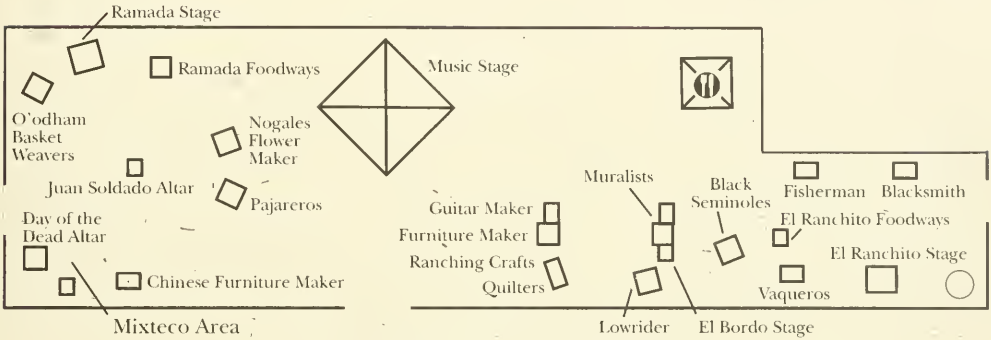 Ramada Stage
Ramada Foodways
Music Stage
O'odham
Basket
Weavers
Nogales
Flower
Maker
Juan Soldado Altar
Pajareros
Day of the
Dead Altar
Chinese Furniture Maker
Mixteco Area
Muralists
Guitar Maker
Furniture Maker
Ranching Crafts
Quilters
Lowrider
El Bordo Stage
Black
Seminoles
Fisherman
Blacksmith
El Ranchito Foodways
El Ranchito Stage
Vaqueros